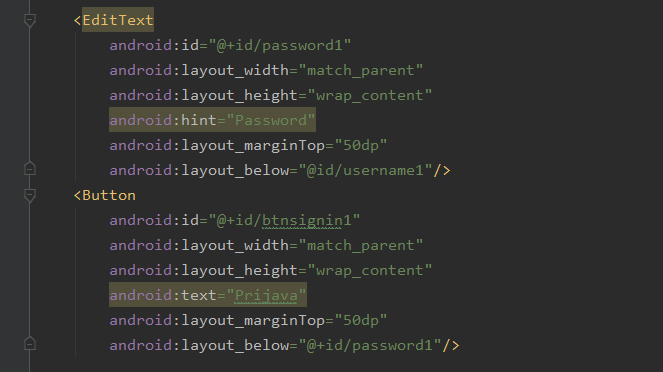 <EditText
android:id="@+id/password1"
android:layout_width="match_parent"
android:layout_height="wrap_content"
android:hint="Password"
android:layout_marginTop="50dp"
android:layout_below="@id/username1"/>
<Button
android:id="@+id/btnsignin1"
android:layout_width="match_parent"
android:layout_height="wrap_content"
android:text="Prijava"
android:layout_marginTop="50dp"
android:layout_below="@+id/password1"/>